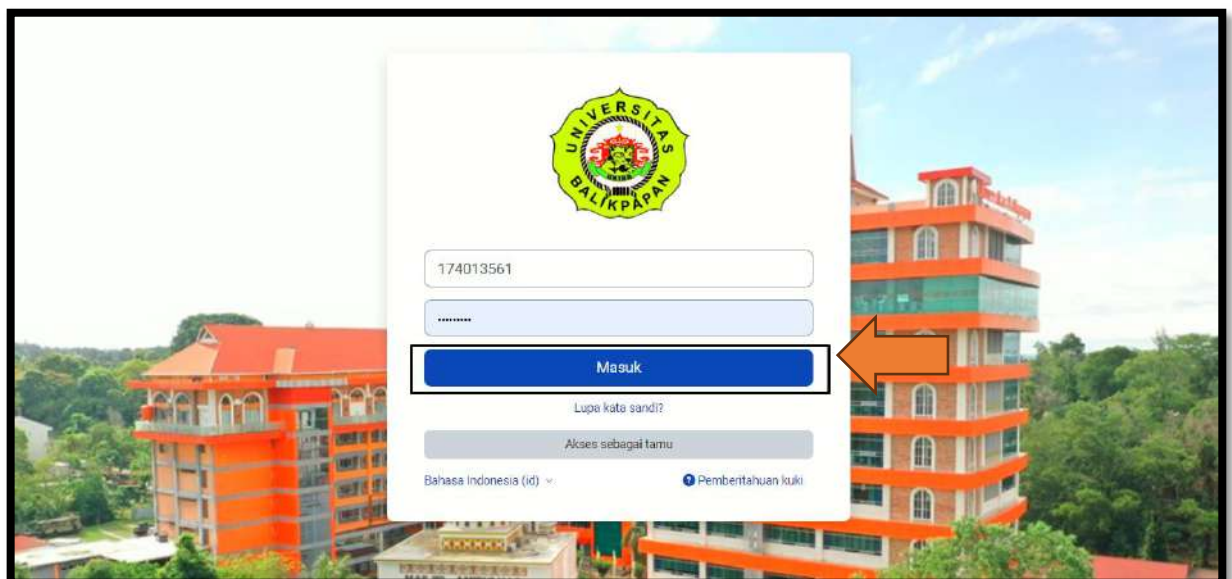 UNIVERSITAS
BALIKPAPAN
174013561
Masuk
Lupa kata sandi?
Akses sebagai tamu
Bahasa Indonesia (id)
Pemberitahuan kuki